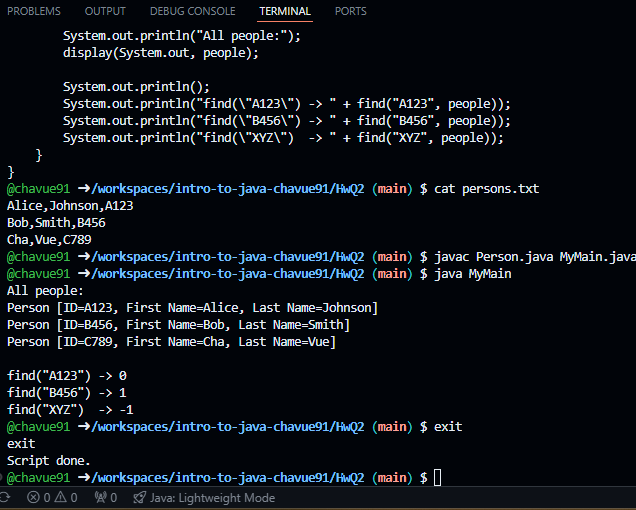 PROBLEMS OUTPUT DEBUG CONSOLE TERMINAL PORTS
System.out.println("All people:");
display(System.out, people);
System.out.println();
System.out.println("find(\"A123\") -> " + find("A123", people));
System.out.println("find(\"B456\") -> " + find("B456", people));
System.out.println("find(\"XYZ\")  -> " + find("XYZ", people));
}
}
@chavue91 ➜/workspaces/intro-to-java-chavue91/HwQ2 (main) $ cat persons.txt
Alice,Johnson,A123
Bob,Smith,B456
Cha,Vue,C789
@chavue91 ➜/workspaces/intro-to-java-chavue91/HwQ2 (main) $ javac Person.java MyMain.java
@chavue91 ➜/workspaces/intro-to-java-chavue91/HwQ2 (main) $ java MyMain
All people:
Person [ID=A123, First Name=Alice, Last Name=Johnson]
Person [ID=B456, First Name=Bob, Last Name=Smith]
Person [ID=C789, First Name=Cha, Last Name=Vue]
find("A123") -> 0
find("B456") -> 1
find("XYZ")  -> -1
@chavue91 ➜/workspaces/intro-to-java-chavue91/HwQ2 (main) $ exit
exit
Script done.
@chavue91 ➜/workspaces/intro-to-java-chavue91/HwQ2 (main) $
0 0 0 Java: Lightweight Mode